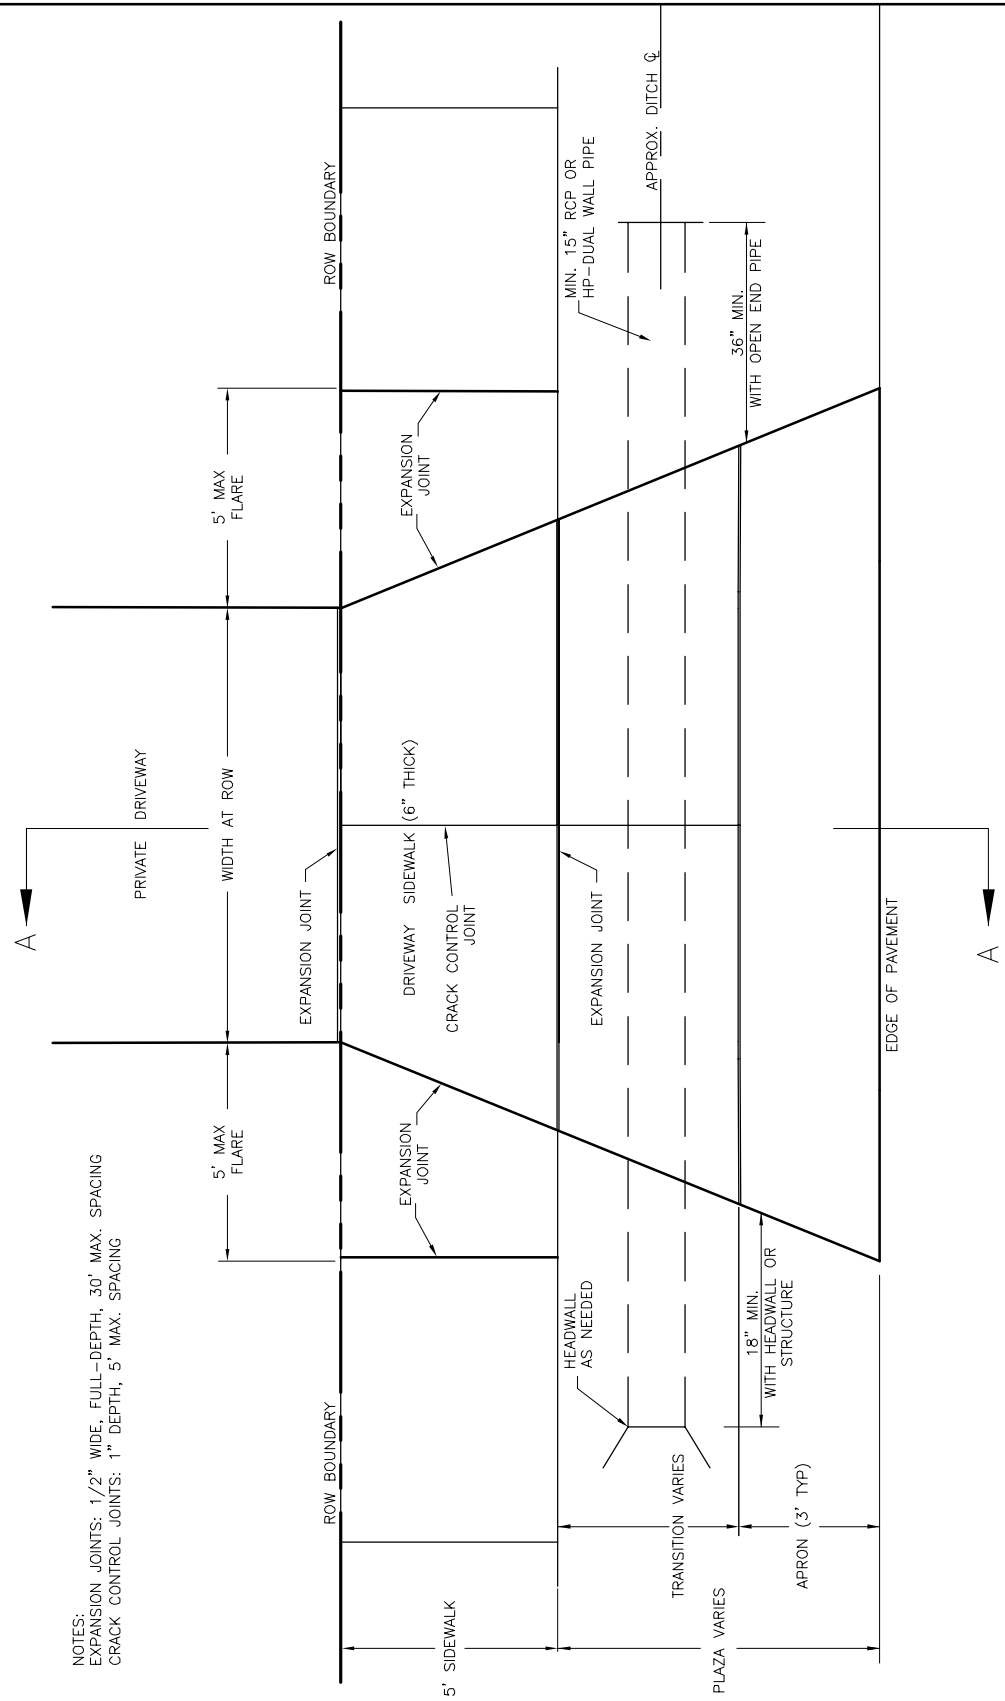 NOTES:
EXPANSION JOINTS: 1/2" WIDE, FULL-DEPTH, 30' MAX. SPACING
CRACK CONTROL JOINTS: 1" DEPTH, 5' MAX. SPACING
A
PRIVATE DRIVEWAY
5' MAX
FLARE
WIDTH AT ROW
5' MAX
FLARE
ROW BOUNDARY
EXPANSION JOINT
ROW BOUNDARY
5' SIDEWALK
EXPANSION
JOINT
DRIVEWAY SIDEWALK (6" THICK)
CRACK CONTROL
JOINT
EXPANSION
JOINT
HEADWALL
AS NEEDED
EXPANSION JOINT
MIN. 15" RCP OR
HP-DUAL WALL PIPE
APPROX. DITCH ℄
TRANSITION VARIES
PLAZA VARIES
18" MIN.
WITH HEADWALL OR
STRUCTURE
36" MIN.
WITH OPEN END PIPE
APRON (3' TYP)
EDGE OF PAVEMENT
A